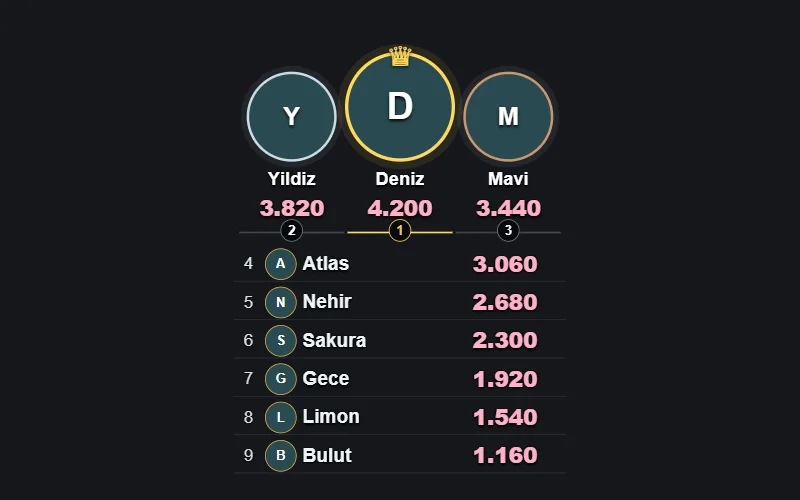 Y D M
Yildiz Deniz Mavi
3.820 4.200 3.440
2 1 3
4 A Atlas 3.060
5 N Nehir 2.680
6 S Sakura 2.300
7 G Gece 1.920
8 L Limon 1.540
9 B Bulut 1.160